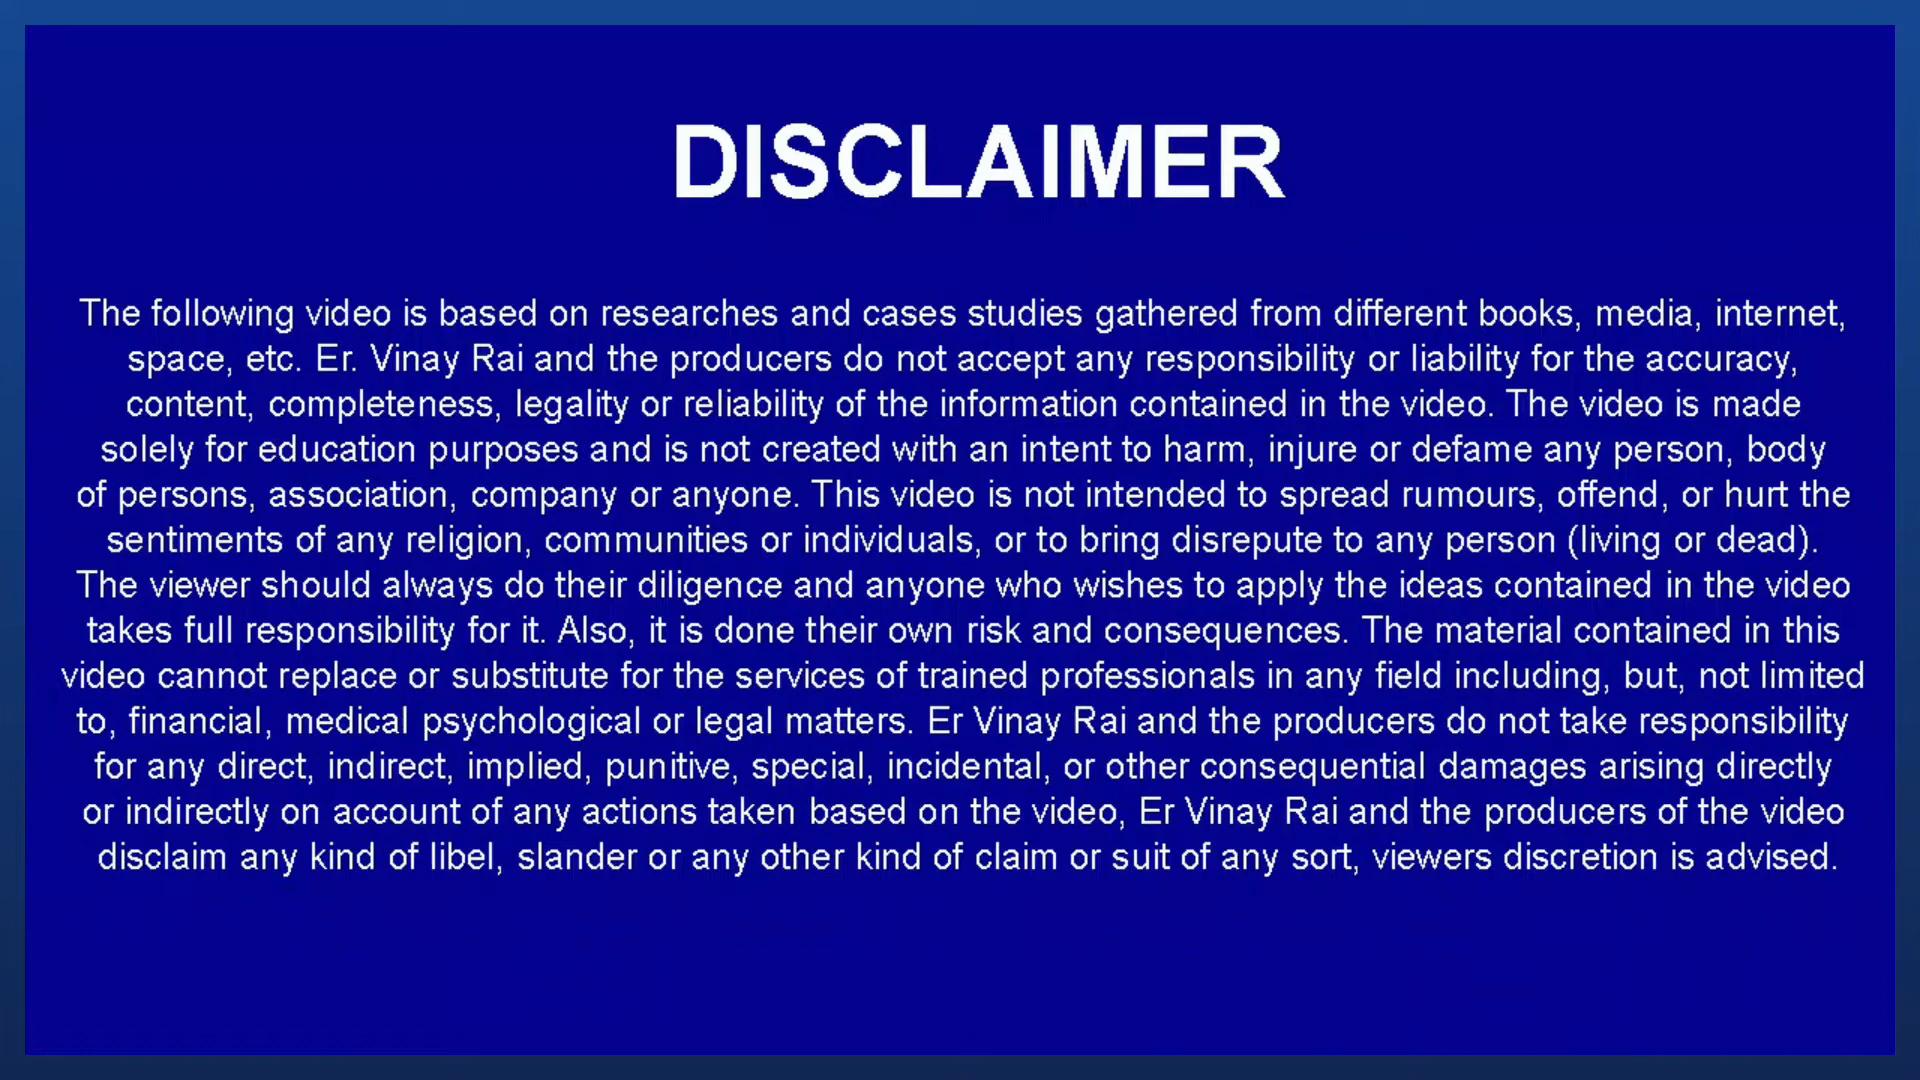 DISCLAIMER
The following video is based on researches and cases studies gathered from different books, media, internet,
space, etc. Er. Vinay Rai and the producers do not accept any responsibility or liability for the accuracy,
content, completeness, legality or reliability of the information contained in the video. The video is made
solely for education purposes and is not created with an intent to harm, injure or defame any person, body
of persons, association, company or anyone. This video is not intended to spread rumours, offend, or hurt the
sentiments of any religion, communities or individuals, or to bring disrepute to any person (living or dead).
The viewer should always do their diligence and anyone who wishes to apply the ideas contained in the video
takes full responsibility for it. Also, it is done their own risk and consequences. The material contained in this
video cannot replace or substitute for the services of trained professionals in any field including, but, not limited
to, financial, medical psychological or legal matters. Er Vinay Rai and the producers do not take responsibility
for any direct, indirect, implied, punitive, special, incidental, or other consequential damages arising directly
or indirectly on account of any actions taken based on the video, Er Vinay Rai and the producers of the video
disclaim any kind of libel, slander or any other kind of claim or suit of any sort, viewers discretion is advised.